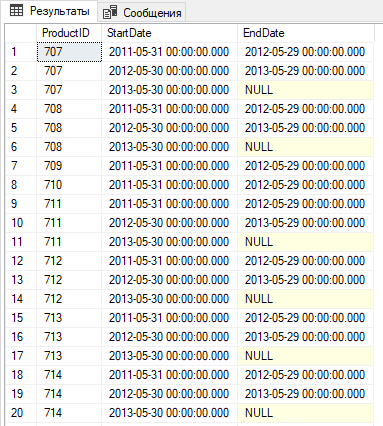 Результаты Сообщения
ProductID StartDate EndDate
1 707 2011-05-31 00:00:00.000 2012-05-29 00:00:00.000
2 707 2012-05-30 00:00:00.000 2013-05-29 00:00:00.000
3 707 2013-05-30 00:00:00.000 NULL
4 708 2011-05-31 00:00:00.000 2012-05-29 00:00:00.000
5 708 2012-05-30 00:00:00.000 2013-05-29 00:00:00.000
6 708 2013-05-30 00:00:00.000 NULL
7 709 2011-05-31 00:00:00.000 2012-05-29 00:00:00.000
8 710 2011-05-31 00:00:00.000 2012-05-29 00:00:00.000
9 711 2011-05-31 00:00:00.000 2012-05-29 00:00:00.000
10 711 2012-05-30 00:00:00.000 2013-05-29 00:00:00.000
11 711 2013-05-30 00:00:00.000 NULL
12 712 2011-05-31 00:00:00.000 2012-05-29 00:00:00.000
13 712 2012-05-30 00:00:00.000 2013-05-29 00:00:00.000
14 712 2013-05-30 00:00:00.000 NULL
15 713 2011-05-31 00:00:00.000 2012-05-29 00:00:00.000
16 713 2012-05-30 00:00:00.000 2013-05-29 00:00:00.000
17 713 2013-05-30 00:00:00.000 NULL
18 714 2011-05-31 00:00:00.000 2012-05-29 00:00:00.000
19 714 2012-05-30 00:00:00.000 2013-05-29 00:00:00.000
20 714 2013-05-30 00:00:00.000 NULL